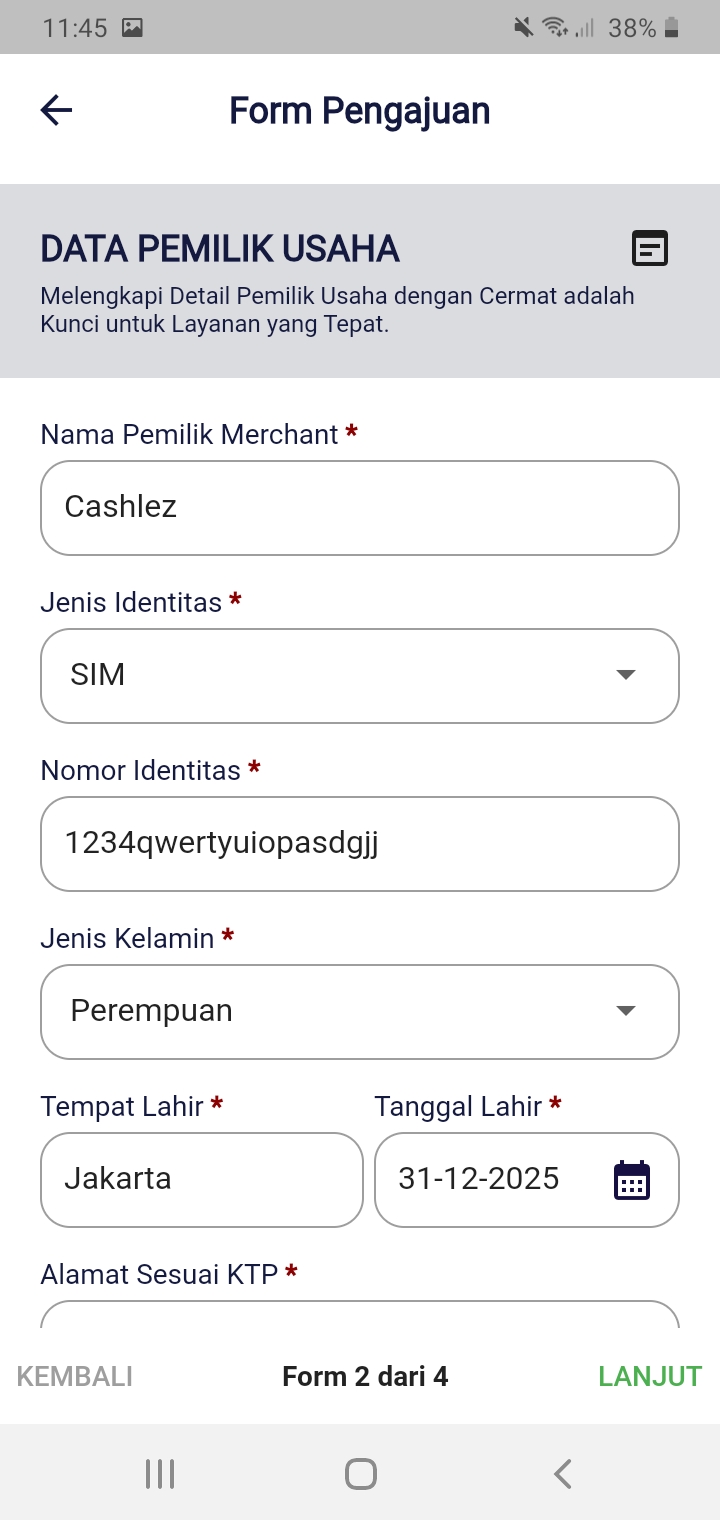 11:45 38%
Form Pengajuan
DATA PEMILIK USAHA
Melengkapi Detail Pemilik Usaha dengan Cermat adalah
Kunci untuk Layanan yang Tepat.
Nama Pemilik Merchant *
Cashlez
Jenis Identitas *
SIM
Nomor Identitas *
1234qwertyuiopasdgjj
Jenis Kelamin *
Perempuan
Tempat Lahir * Tanggal Lahir *
Jakarta 31-12-2025
Alamat Sesuai KTP *
KEMBALI Form 2 dari 4 LANJUT